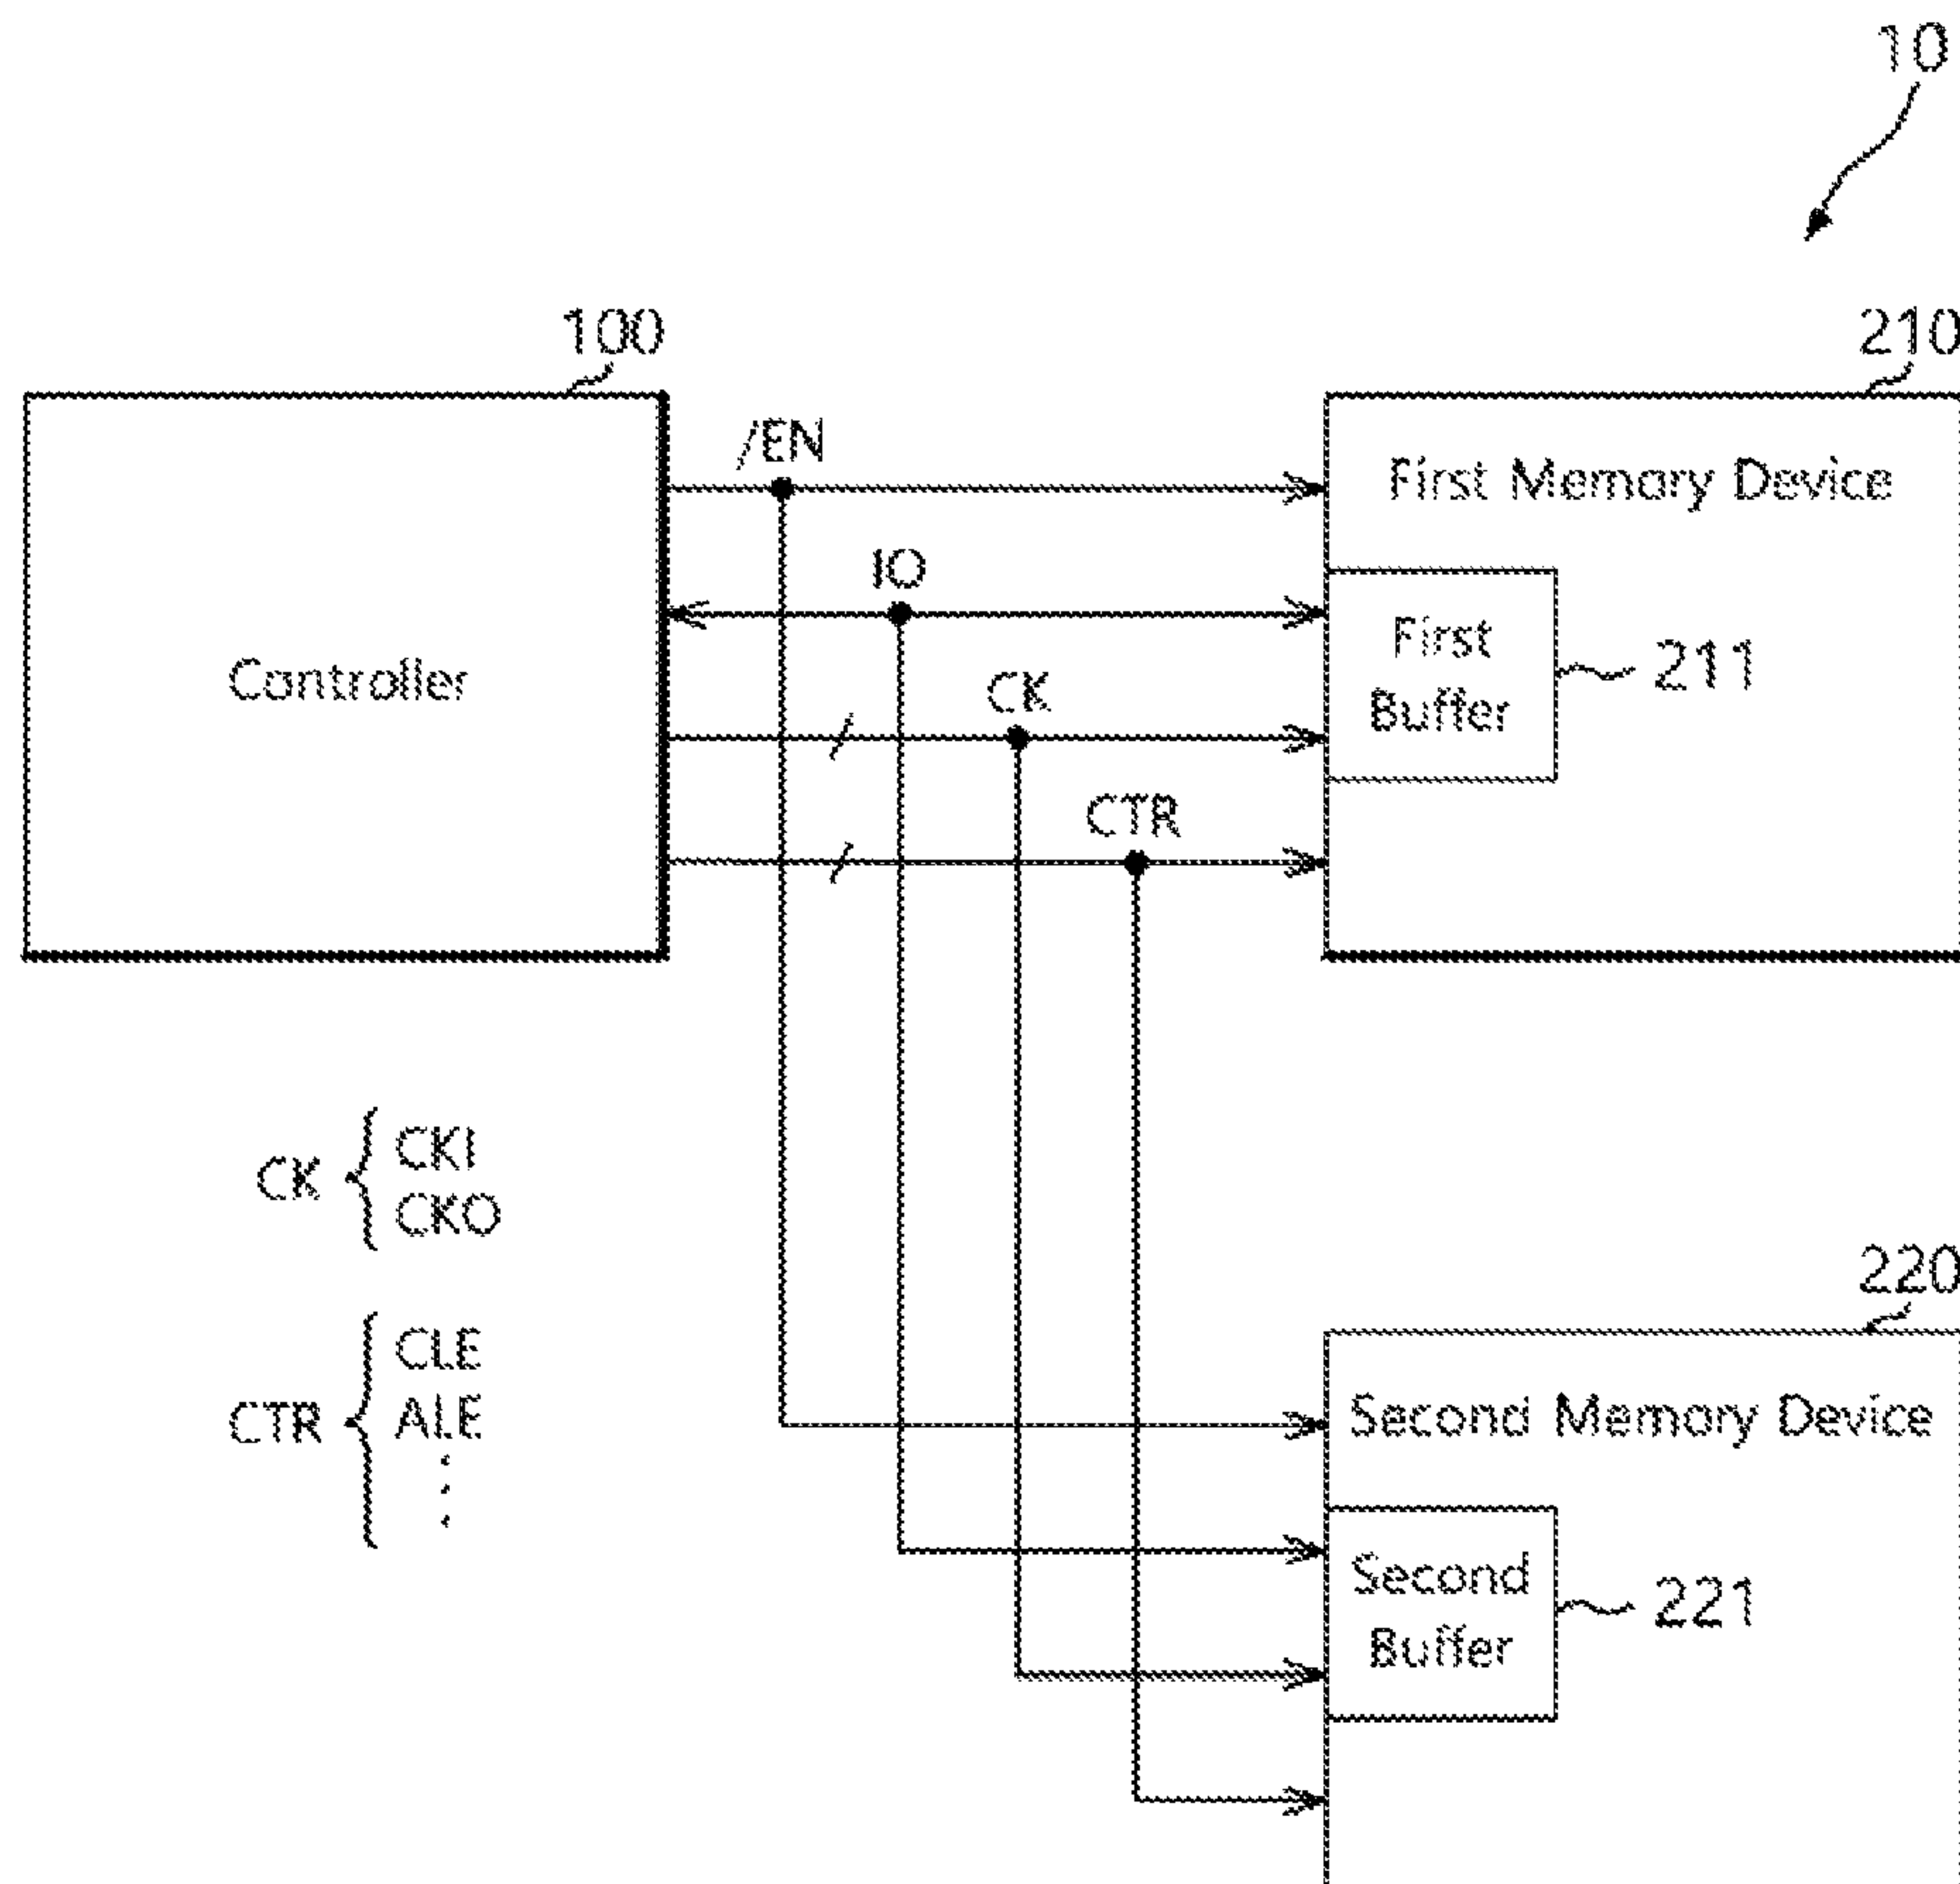 10
100
210
/EN
First Memory Device
IO
First
Buffer
211
Controller
CK
CTR
CK
CKI
CKO
220
CTR
CLE
ALE
Second Memory Device
Second
Buffer
221